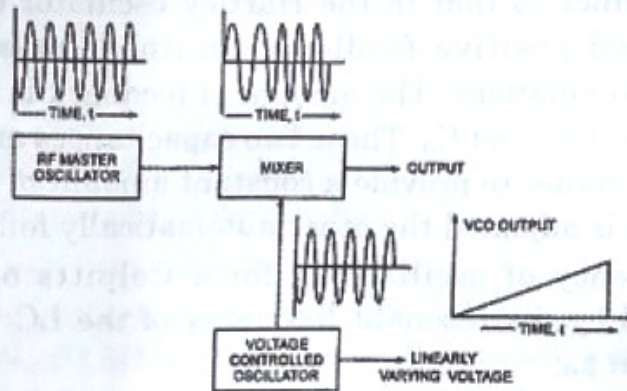 TIME, t
TIME, t
RF MASTER
OSCILLATOR
MIXER
OUTPUT
VCO OUTPUT
TIME, t
VOLTAGE
CONTROLLED
OSCILLATOR
LINEARLY
VARYING VOLTAGE